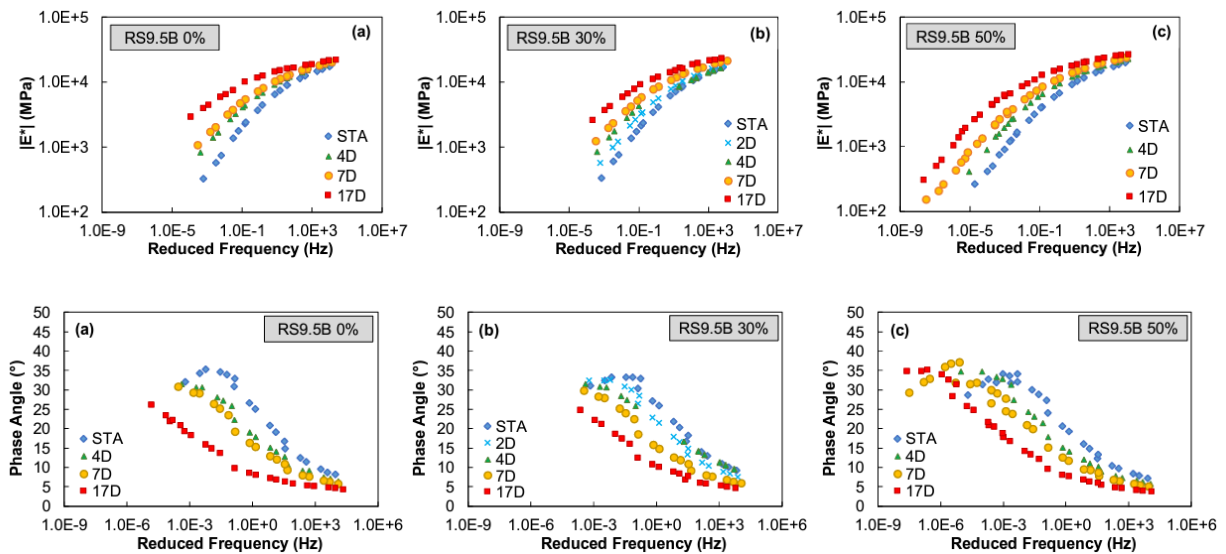 1.0E+5
1.0E+4
1.0E+3
1.0E+2
|E*| (MPa)
RS9.5B 0%
(a)
STA
4D
7D
17D
1.0E-9 1.0E-5 1.0E-1 1.0E+3 1.0E+7
Reduced Frequency (Hz)
1.0E+5
1.0E+4
1.0E+3
1.0E+2
|E*| (MPa)
RS9.5B 30%
(b)
STA
2D
4D
7D
17D
1.0E-9 1.0E-5 1.0E-1 1.0E+3 1.0E+7
Reduced Frequency (Hz)
1.0E+5
1.0E+4
1.0E+3
1.0E+2
|E*| (MPa)
RS9.5B 50%
(c)
STA
4D
7D
17D
1.0E-9 1.0E-5 1.0E-1 1.0E+3 1.0E+7
Reduced Frequency (Hz)
50
45
40
35
30
25
20
15
10
5
0
Phase Angle (°)
(a)
RS9.5B 0%
STA
4D
7D
17D
1.0E-9 1.0E-6 1.0E-3 1.0E+0 1.0E+3 1.0E+6
Reduced Frequency (Hz)
50
45
40
35
30
25
20
15
10
5
0
Phase Angle (°)
(b)
RS9.5B 30%
STA
2D
4D
7D
17D
1.0E-9 1.0E-6 1.0E-3 1.0E+0 1.0E+3 1.0E+6
Reduced Frequency (Hz)
50
45
40
35
30
25
20
15
10
5
0
Phase Angle (°)
(c)
RS9.5B 50%
STA
4D
7D
17D
1.0E-9 1.0E-6 1.0E-3 1.0E+0 1.0E+3 1.0E+6
Reduced Frequency (Hz)